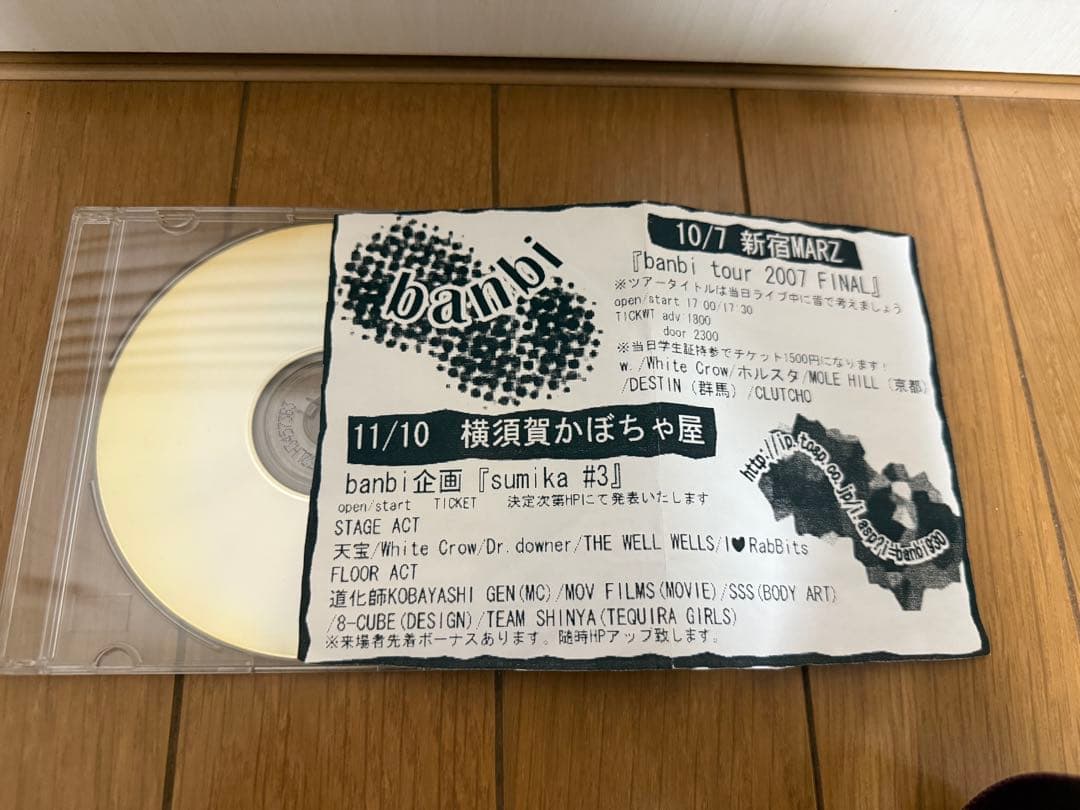 banbi
10/7 新宿MARZ
『banbi tour 2007 FINAL』
※ツアータイトルは当日ライブ中に皆で考えましょう
open/start 17:00/17:30
TICKWT adv 1800
door 2300
※当日学生証持参でチケット1500円になります!
w./White Crow/ホルスタ/MOLE HILL (京都)
/DESTIN (群馬) /CLUTCHO
11/10 横須賀かぼちゃ屋
banbi企画『sumika #3』
open/start TICKET 決定次第HPにて発表いたします
STAGE ACT
天宝/White Crow/Dr.downer/THE WELL WELLS/I♥RabBits
FLOOR ACT
道化師KOBAYASHI GEN(MC)/MOV FILMS(MOVIE)/SSS(BODY ART)
/8-CUBE(DESIGN)/TEAM SHINYA(TEQUIRA GIRLS)
※来場者先着ボーナスあります。随時HPアップ致します。
http://ip.tosp.co.jp/i.asp?i=banbi930